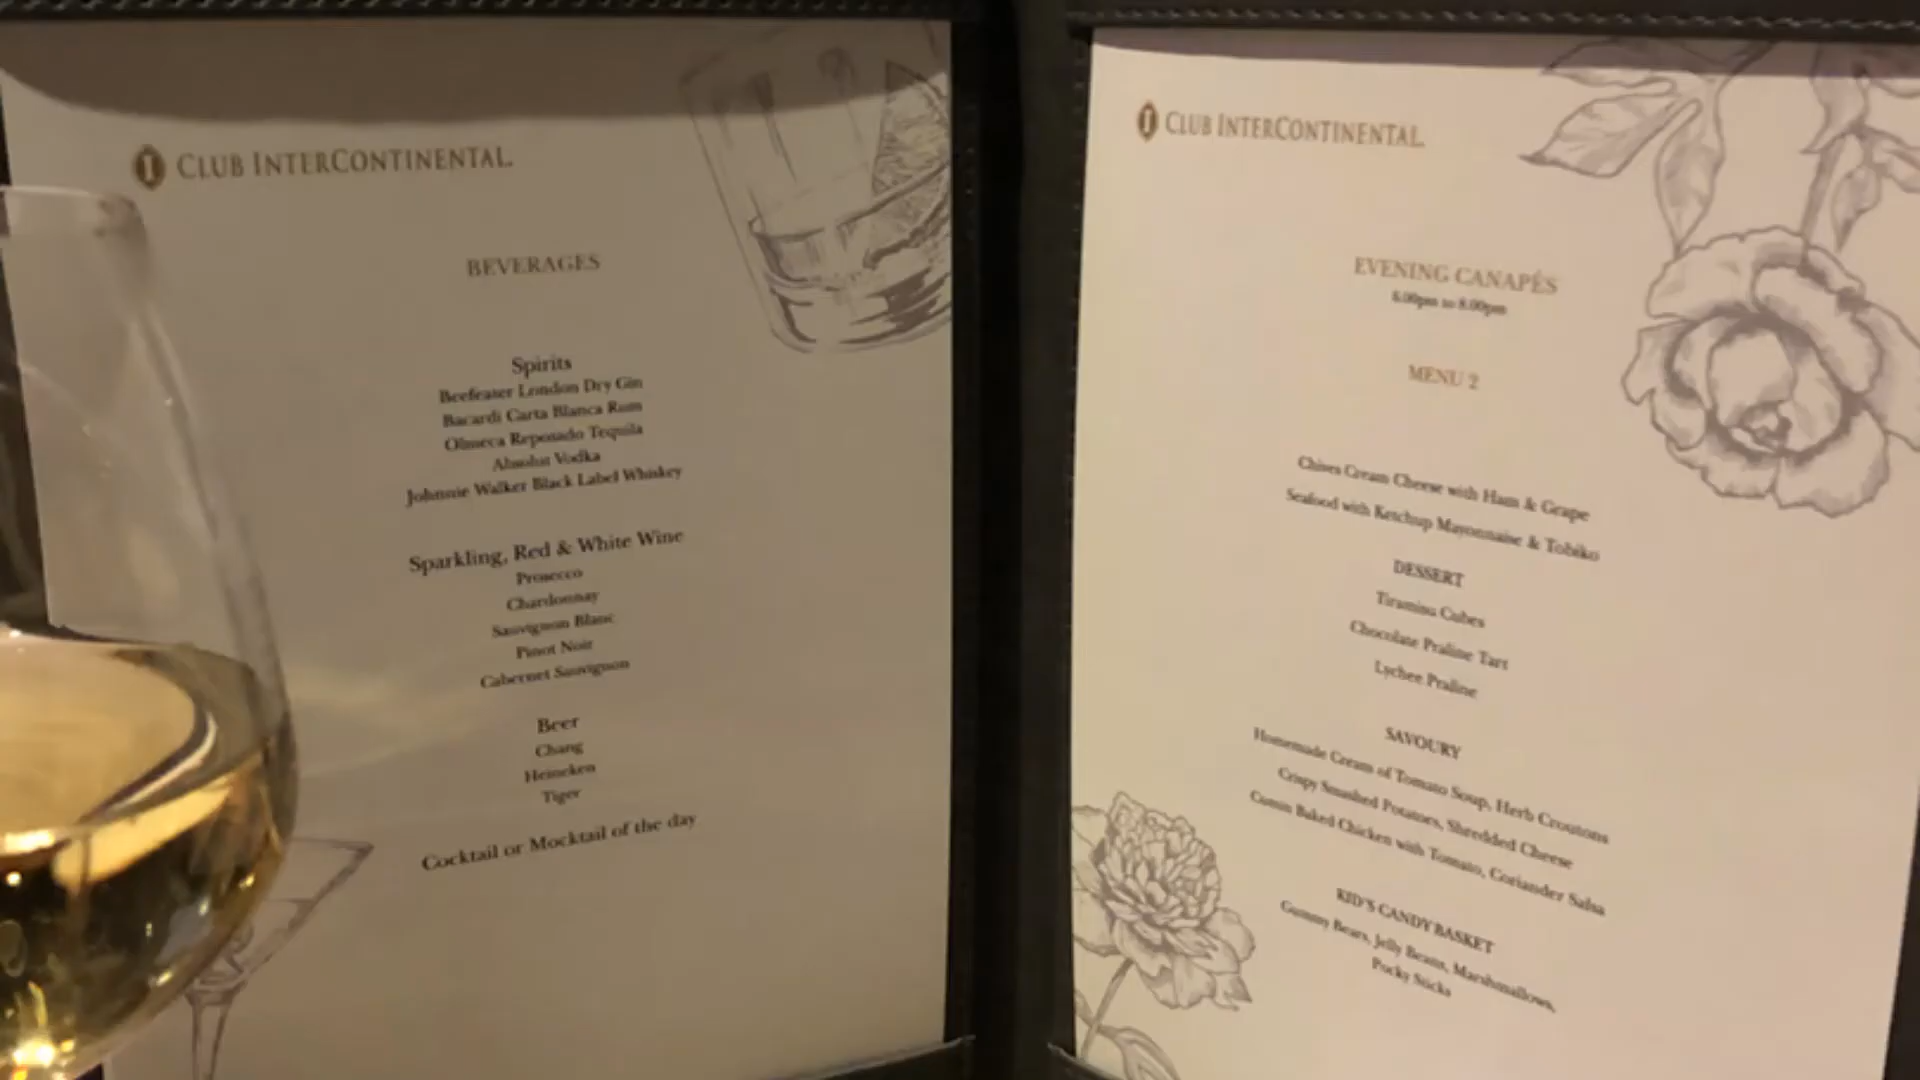 CLUB INTERCONTINENTAL.
BEVERAGES
Spirits
Beefeater London Dry Gin
Bacardi Carta Blanca Rum
Olmeca Reposado Tequila
Absolut Vodka
Johnnie Walker Black Label Whiskey
Sparkling, Red & White Wine
Prosecco
Chardonnay
Sauvignon Blanc
Pinot Noir
Cabernet Sauvignon
Beer
Chang
Heineken
Tiger
Cocktail or Mocktail of the day
CLUB INTERCONTINENTAL.
EVENING CANAPÉS
6.00pm to 8.00pm
MENU 2
Chives Cream Cheese with Ham & Grape
Seafood with Ketchup Mayonnaise & Tobiko
DESSERT
Tiramisu Cubes
Chocolate Praline Tart
Lychee Praline
SAVOURY
Homemade Cream of Tomato Soup, Herb Croutons
Crispy Smashed Potatoes, Shredded Cheese
Cumin Baked Chicken with Tomato, Coriander Salsa
KID'S CANDY BASKET
Gummy Bears, Jelly Beans, Marshmallows,
Pocky Sticks